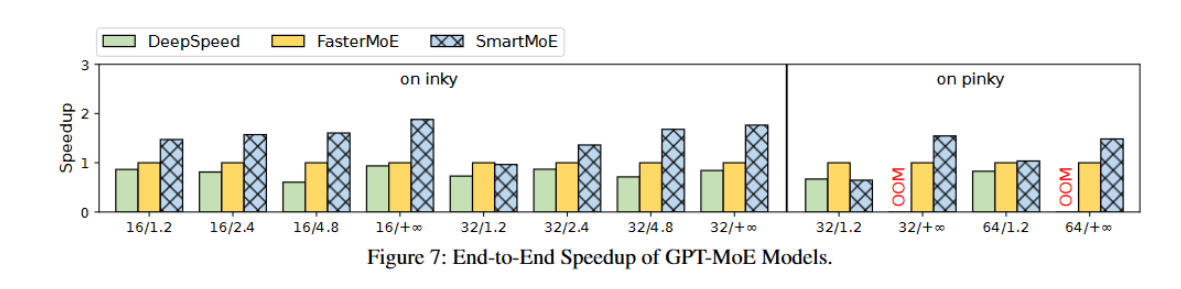 DeepSpeed FasterMoE SmartMoE
3
2
1
0
Speedup
on inky
on pinky
OOM
OOM
16/1.2 16/2.4 16/4.8 16/+∞ 32/1.2 32/2.4 32/4.8 32/+∞ 32/1.2 32/+∞ 64/1.2 64/+∞
Figure 7: End-to-End Speedup of GPT-MoE Models.